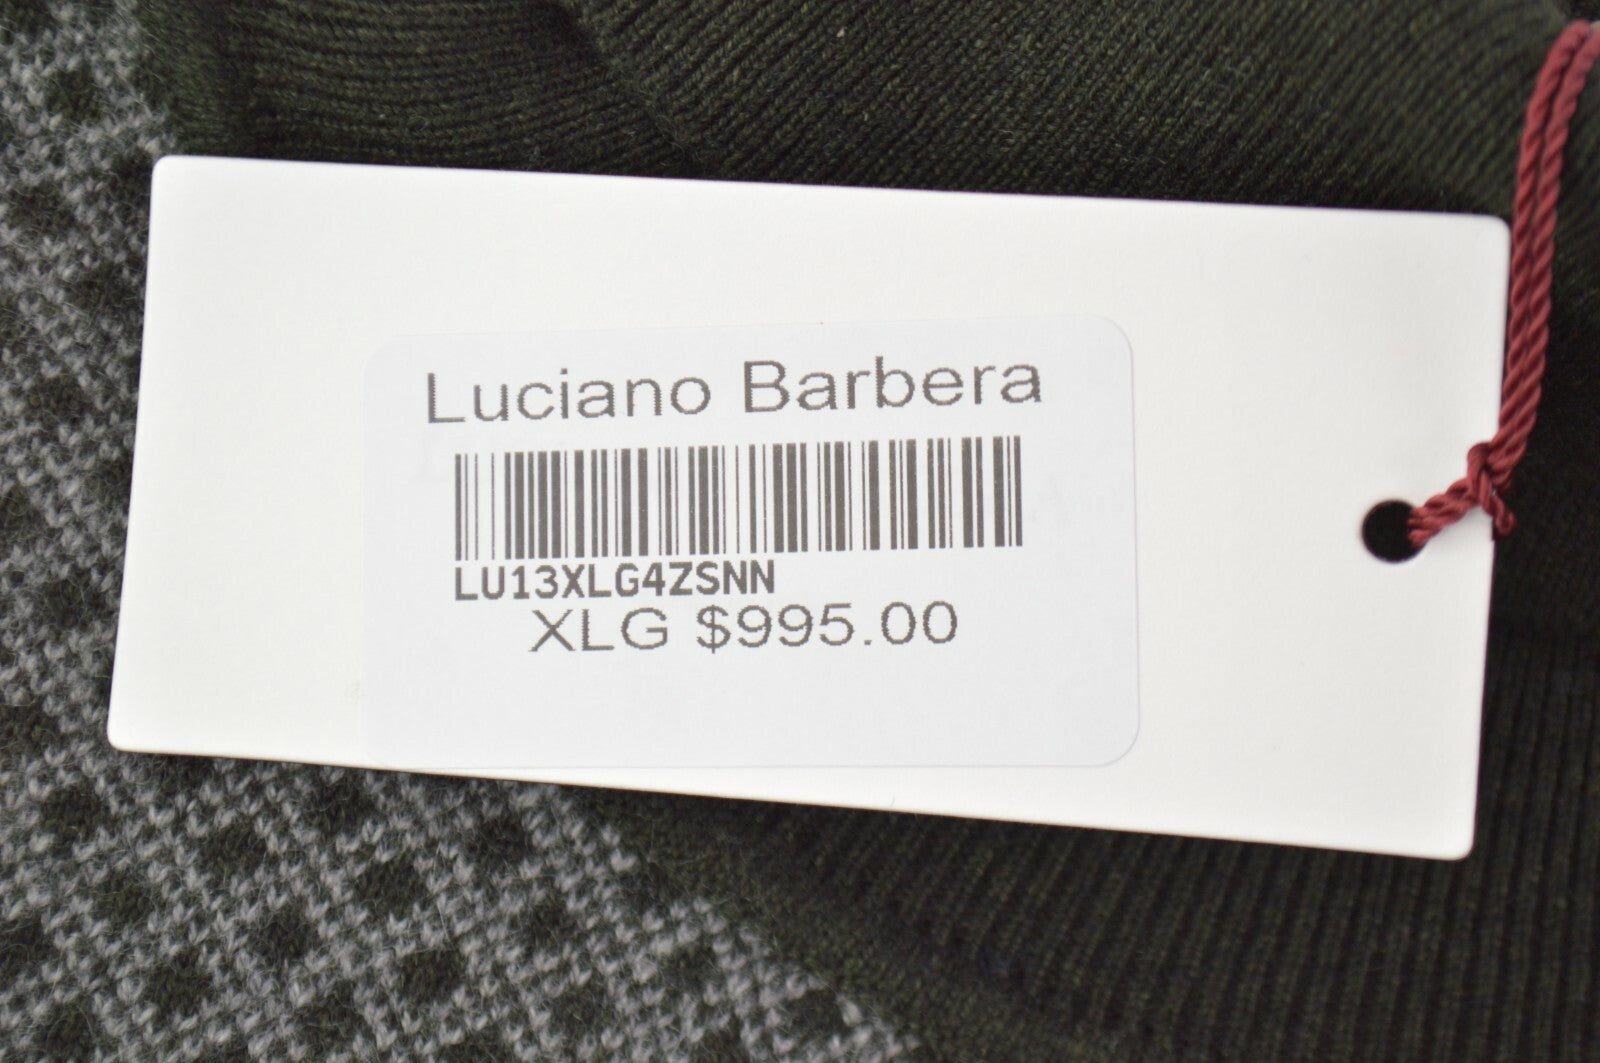 Luciano Barbera
LU13XLG4ZSNN
XLG $995.00